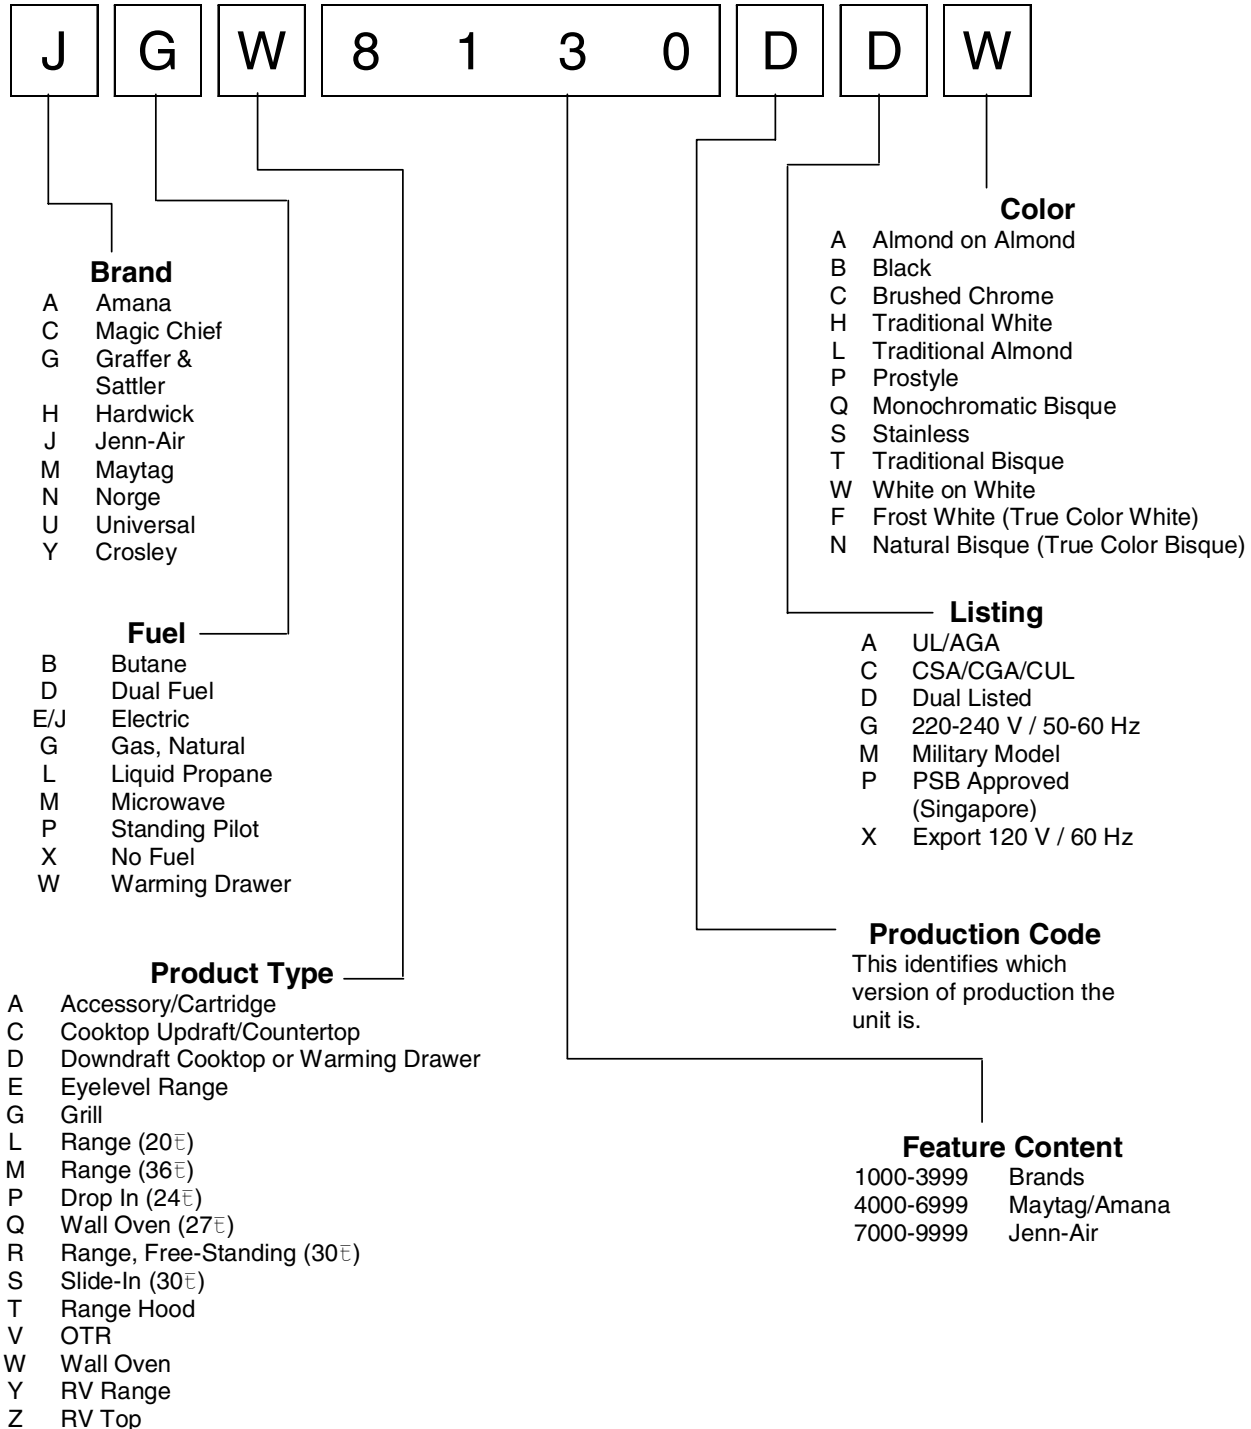 J G W 8 1 3 0 D D W
Color
A Almond on Almond
B Black
C Brushed Chrome
H Traditional White
L Traditional Almond
P Prostyle
Q Monochromatic Bisque
S Stainless
T Traditional Bisque
W White on White
F Frost White (True Color White)
N Natural Bisque (True Color Bisque)
Brand
A Amana
C Magic Chief
G Graffer &
Sattler
H Hardwick
J Jenn-Air
M Maytag
N Norge
U Universal
Y Crosley
Fuel
B Butane
D Dual Fuel
E/J Electric
G Gas, Natural
L Liquid Propane
M Microwave
P Standing Pilot
X No Fuel
W Warming Drawer
Listing
A UL/AGA
C CSA/CGA/CUL
D Dual Listed
G 220-240 V / 50-60 Hz
M Military Model
P PSB Approved
(Singapore)
X Export 120 V / 60 Hz
Production Code
This identifies which
version of production the
unit is.
Product Type
A Accessory/Cartridge
C Cooktop Updraft/Countertop
D Downdraft Cooktop or Warming Drawer
E Eyelevel Range
G Grill
L Range (20ŧ)
M Range (36ŧ)
P Drop In (24ŧ)
Q Wall Oven (27ŧ)
R Range, Free-Standing (30ŧ)
S Slide-In (30ŧ)
T Range Hood
V OTR
W Wall Oven
Y RV Range
Z RV Top
Feature Content
1000-3999 Brands
4000-6999 Maytag/Amana
7000-9999 Jenn-Air